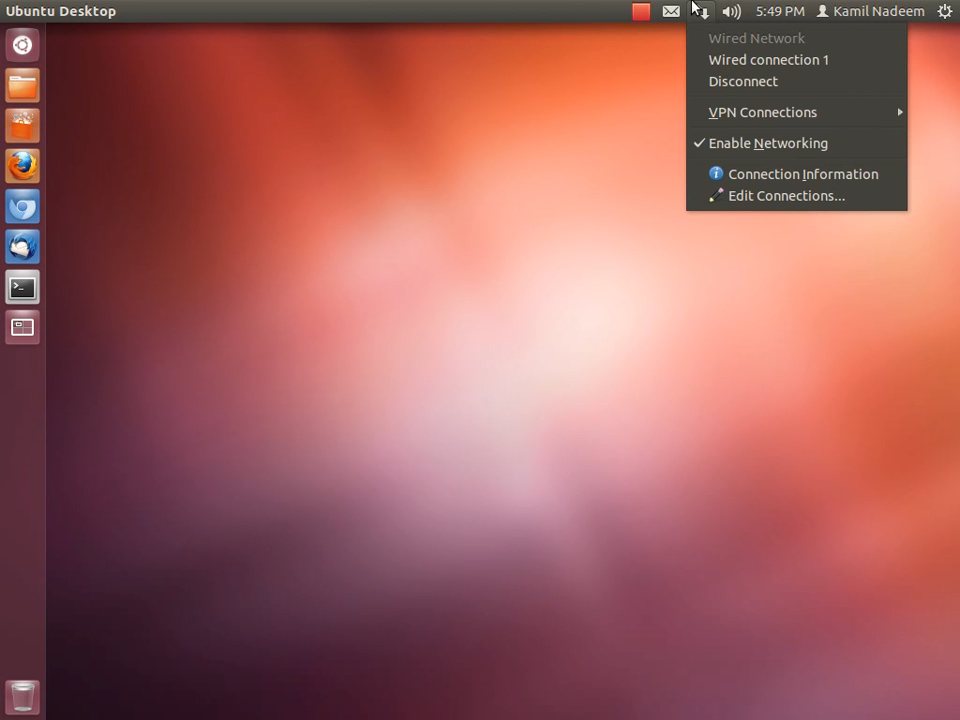 Ubuntu Desktop
5:49 PM
Kamil Nadeem
Wired Network
Wired connection 1
Disconnect
VPN Connections
Enable Networking
Connection Information
Edit Connections...